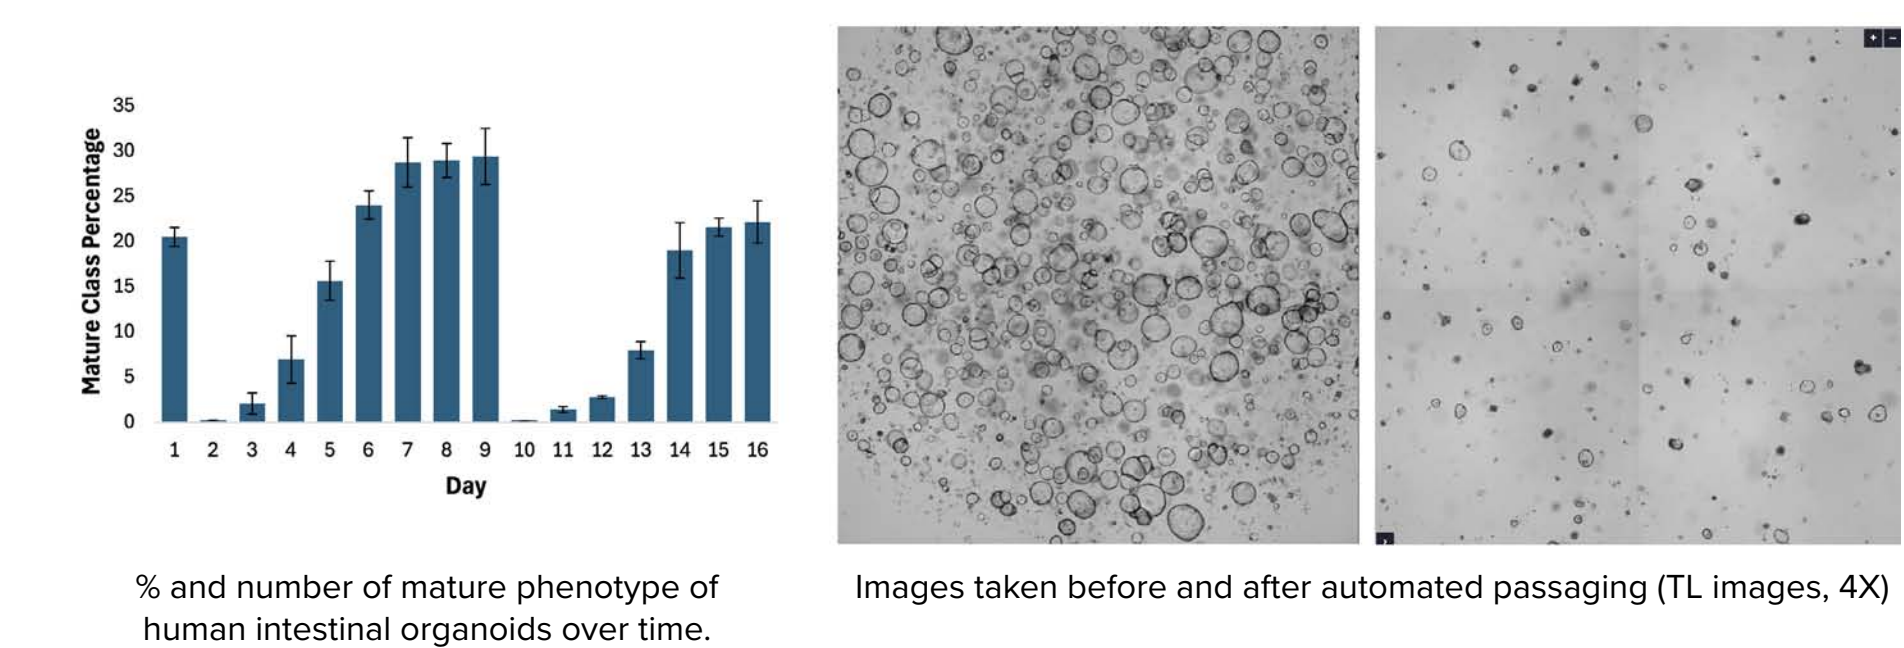 Mature Class Percentage
35
30
25
20
15
10
5
0
1 2 3 4 5 6 7 8 9 10 11 12 13 14 15 16
Day
% and number of mature phenotype of
human intestinal organoids over time.
+ −
Images taken before and after automated passaging (TL images, 4X)